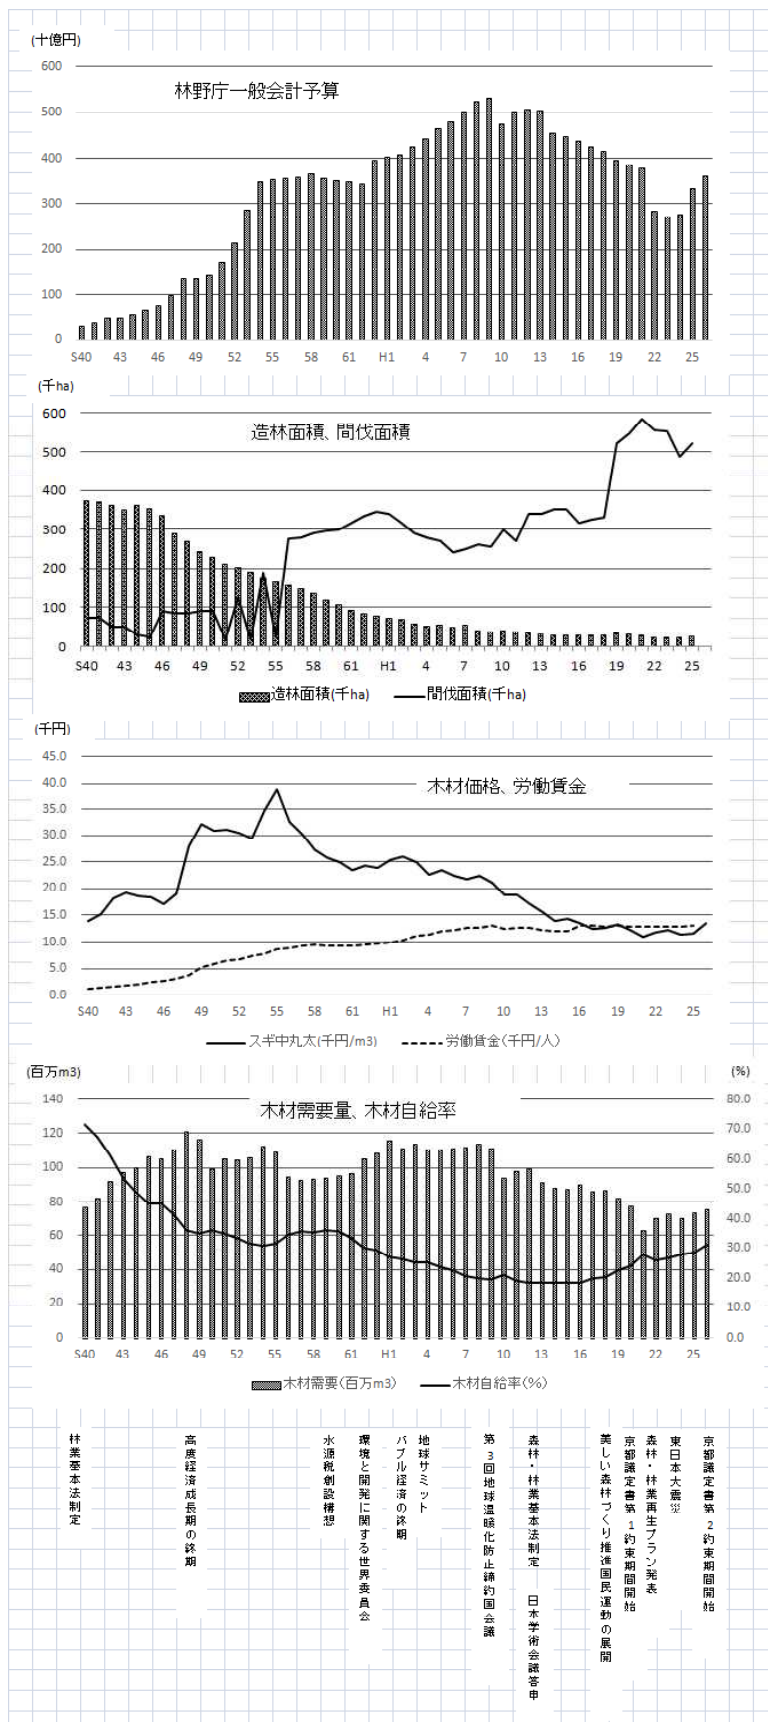 (十億円)
林野庁一般会計予算
600
500
400
300
200
100
0
S40 43 46 49 52 55 58 61 H1 4 7 10 13 16 19 22 25
(千ha)
造林面積、間伐面積
600
500
400
300
200
100
0
S40 43 46 49 52 55 58 61 H1 4 7 10 13 16 19 22 25
造林面積(千ha) 間伐面積(千ha)
(千円)
木材価格、労働賃金
45.0
40.0
35.0
30.0
25.0
20.0
15.0
10.0
5.0
0.0
S40 43 46 49 52 55 58 61 H1 4 7 10 13 16 19 22 25
スギ中丸太(千円/m3) 労働賃金(千円/人)
(百万m3) (%)
木材需要量、木材自給率
140
120
100
80
60
40
20
0
80.0
70.0
60.0
50.0
40.0
30.0
20.0
10.0
0.0
S40 43 46 49 52 55 58 61 H1 4 7 10 13 16 19 22 25
木材需要(百万m3) 木材自給率(%)
林業基本法制定
高度経済成長期の終期
水源税創設構想
環境と開発に関する世界委員会
バブル経済の終期
地球サミット
第3回地球温暖化防止締約国会議
森林・林業基本法制定 日本学術会議答申
美しい森林づくり推進国民運動の展開
京都議定書第1約束期間開始
森林・林業再生プラン発表
東日本大震災
京都議定書第2約束期間開始